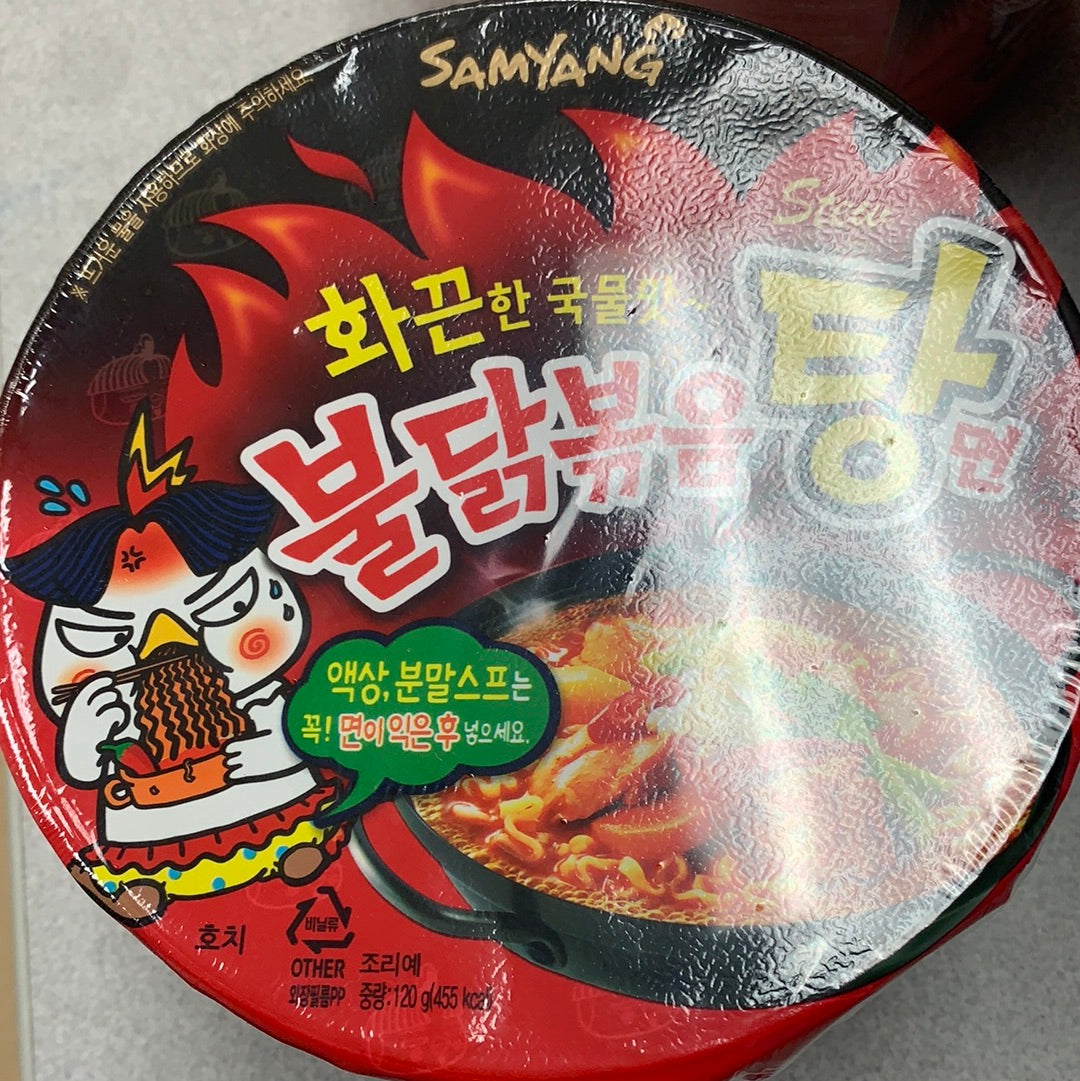 SAMYANG
※ 뜨거운 물을 사용하므로 화상에 주의하세요.
Stew
화끈한 국물맛~
불닭볶음탕면
액상, 분말스프는
꼭! 면이 익은 후 넣으세요.
호치
비닐류
OTHER
외장필름PP
조리예
중량:120 g(455 kcal)